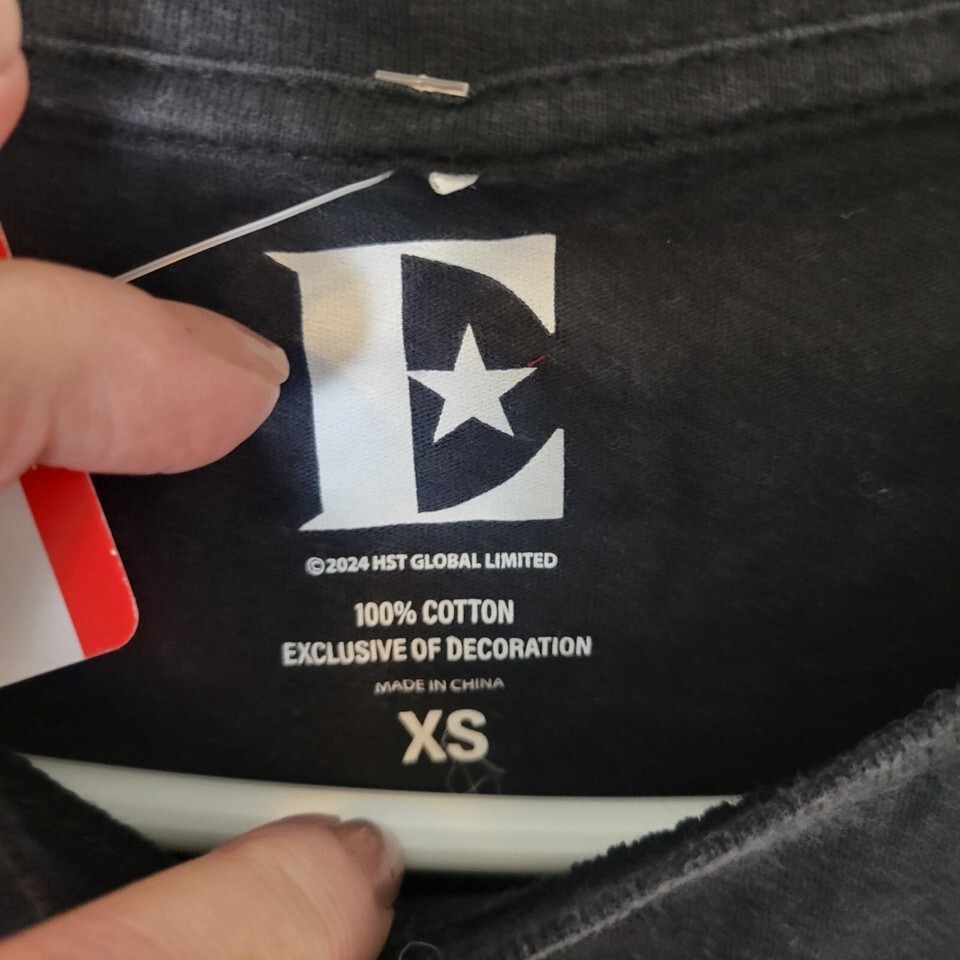 E
©2024 HST GLOBAL LIMITED
100% COTTON
EXCLUSIVE OF DECORATION
MADE IN CHINA
XS